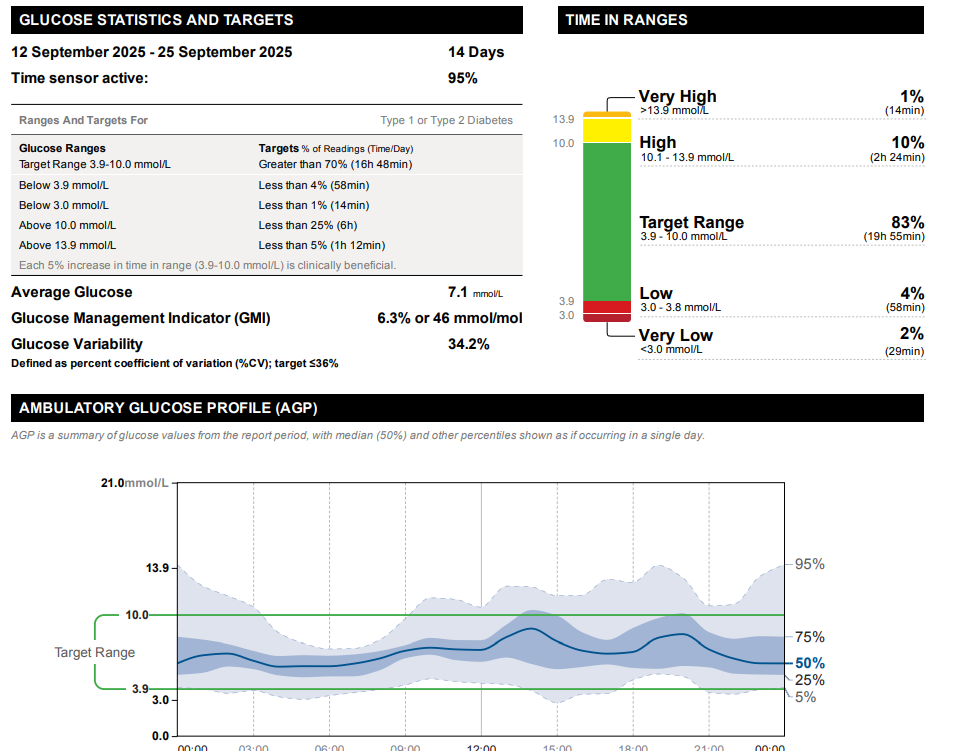 GLUCOSE STATISTICS AND TARGETS
12 September 2025 - 25 September 2025 14 Days
Time sensor active: 95%
Ranges And Targets For Type 1 or Type 2 Diabetes
Glucose Ranges Targets % of Readings (Time/Day)
Target Range 3.9-10.0 mmol/L Greater than 70% (16h 48min)
Below 3.9 mmol/L Less than 4% (58min)
Below 3.0 mmol/L Less than 1% (14min)
Above 10.0 mmol/L Less than 25% (6h)
Above 13.9 mmol/L Less than 5% (1h 12min)
Each 5% increase in time in range (3.9-10.0 mmol/L) is clinically beneficial.
Average Glucose 7.1 mmol/L
Glucose Management Indicator (GMI) 6.3% or 46 mmol/mol
Glucose Variability 34.2%
Defined as percent coefficient of variation (%CV); target ≤36%
TIME IN RANGES
Very High 1%
>13.9 mmol/L (14min)
13.9
10.0
High 10%
10.1 - 13.9 mmol/L (2h 24min)
Target Range 83%
3.9 - 10.0 mmol/L (19h 55min)
Low 4%
3.9
3.0 - 3.8 mmol/L (58min)
3.0
Very Low 2%
<3.0 mmol/L (29min)
AMBULATORY GLUCOSE PROFILE (AGP)
AGP is a summary of glucose values from the report period, with median (50%) and other percentiles shown as if occurring in a single day.
21.0mmol/L
13.9
10.0
Target Range
3.9
3.0
0.0
95%
75%
50%
25%
5%
00:00 03:00 06:00 09:00 12:00 15:00 18:00 21:00 00:00